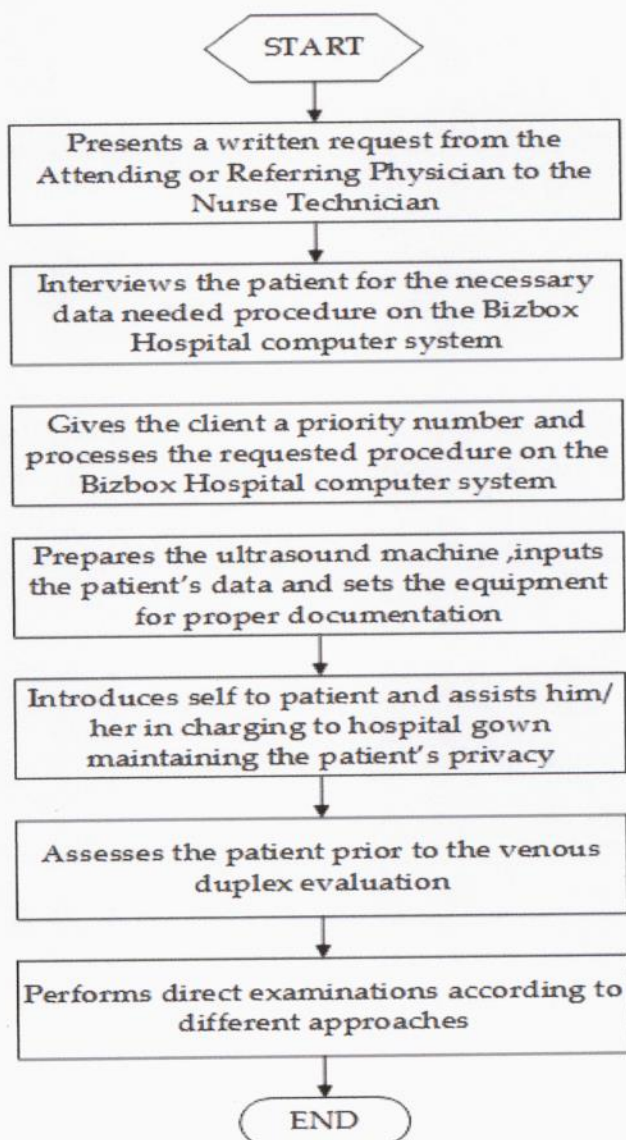 START
Presents a written request from the
Attending or Referring Physician to the
Nurse Technician
Interviews the patient for the necessary
data needed procedure on the Bizbox
Hospital computer system
Gives the client a priority number and
processes the requested procedure on the
Bizbox Hospital computer system
Prepares the ultrasound machine ,inputs
the patient's data and sets the equipment
for proper documentation
Introduces self to patient and assists him/
her in charging to hospital gown
maintaining the patient's privacy
Assesses the patient prior to the venous
duplex evaluation
Performs direct examinations according to
different approaches
END